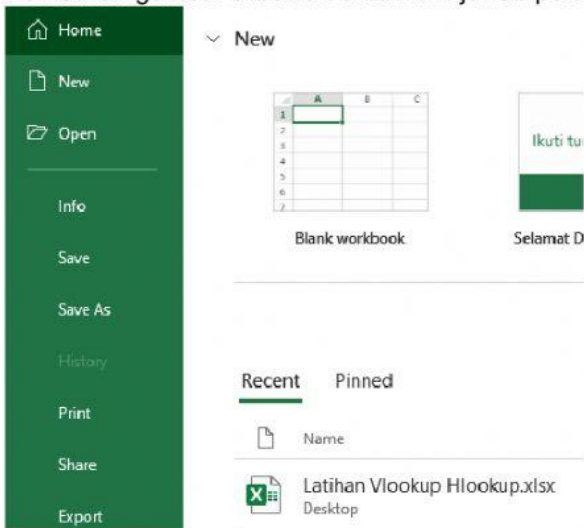 Home
New
Open
Info
Save
Save As
History
Print
Share
Export
New
A B C
1
2
3
4
5
6
7
Blank workbook
Ikuti tu
Selamat D
Recent Pinned
Name
Latihan Vlookup Hlookup.xlsx
Desktop